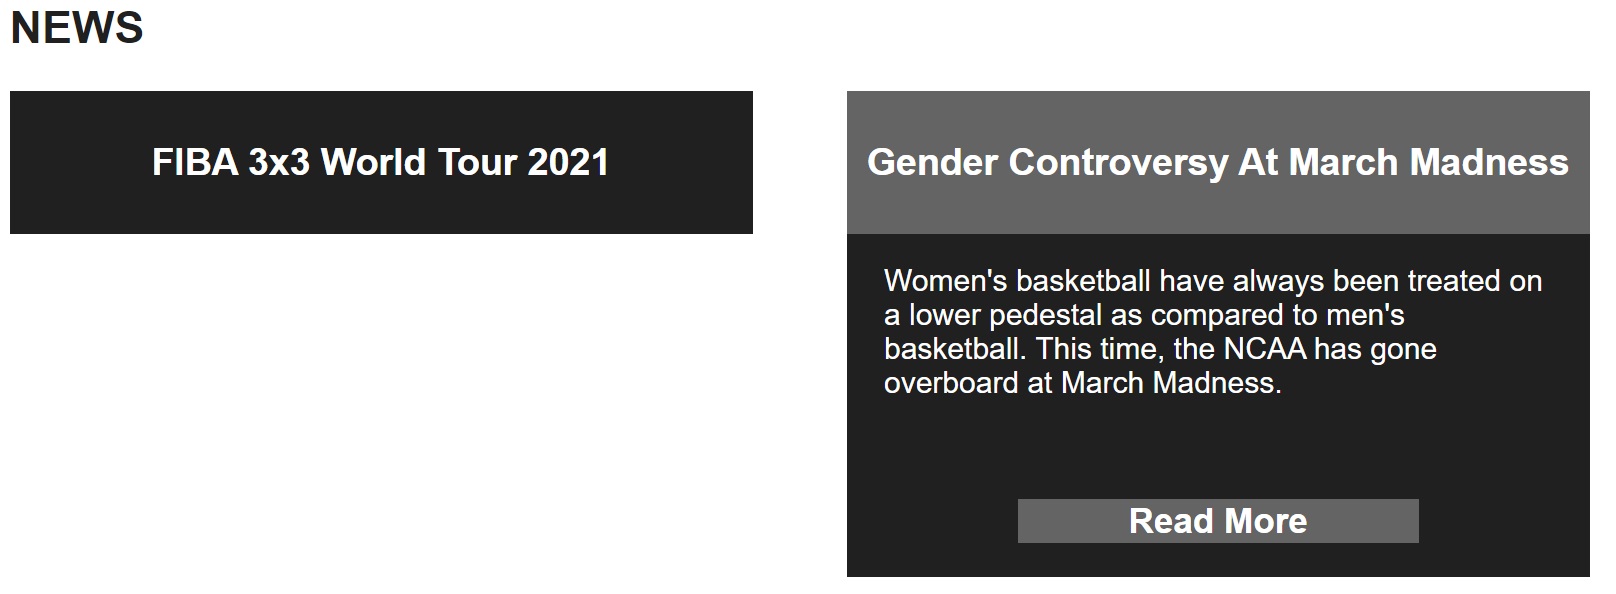 NEWS
FIBA 3x3 World Tour 2021
Gender Controversy At March Madness
Women's basketball have always been treated on
a lower pedestal as compared to men's
basketball. This time, the NCAA has gone
overboard at March Madness.
Read More